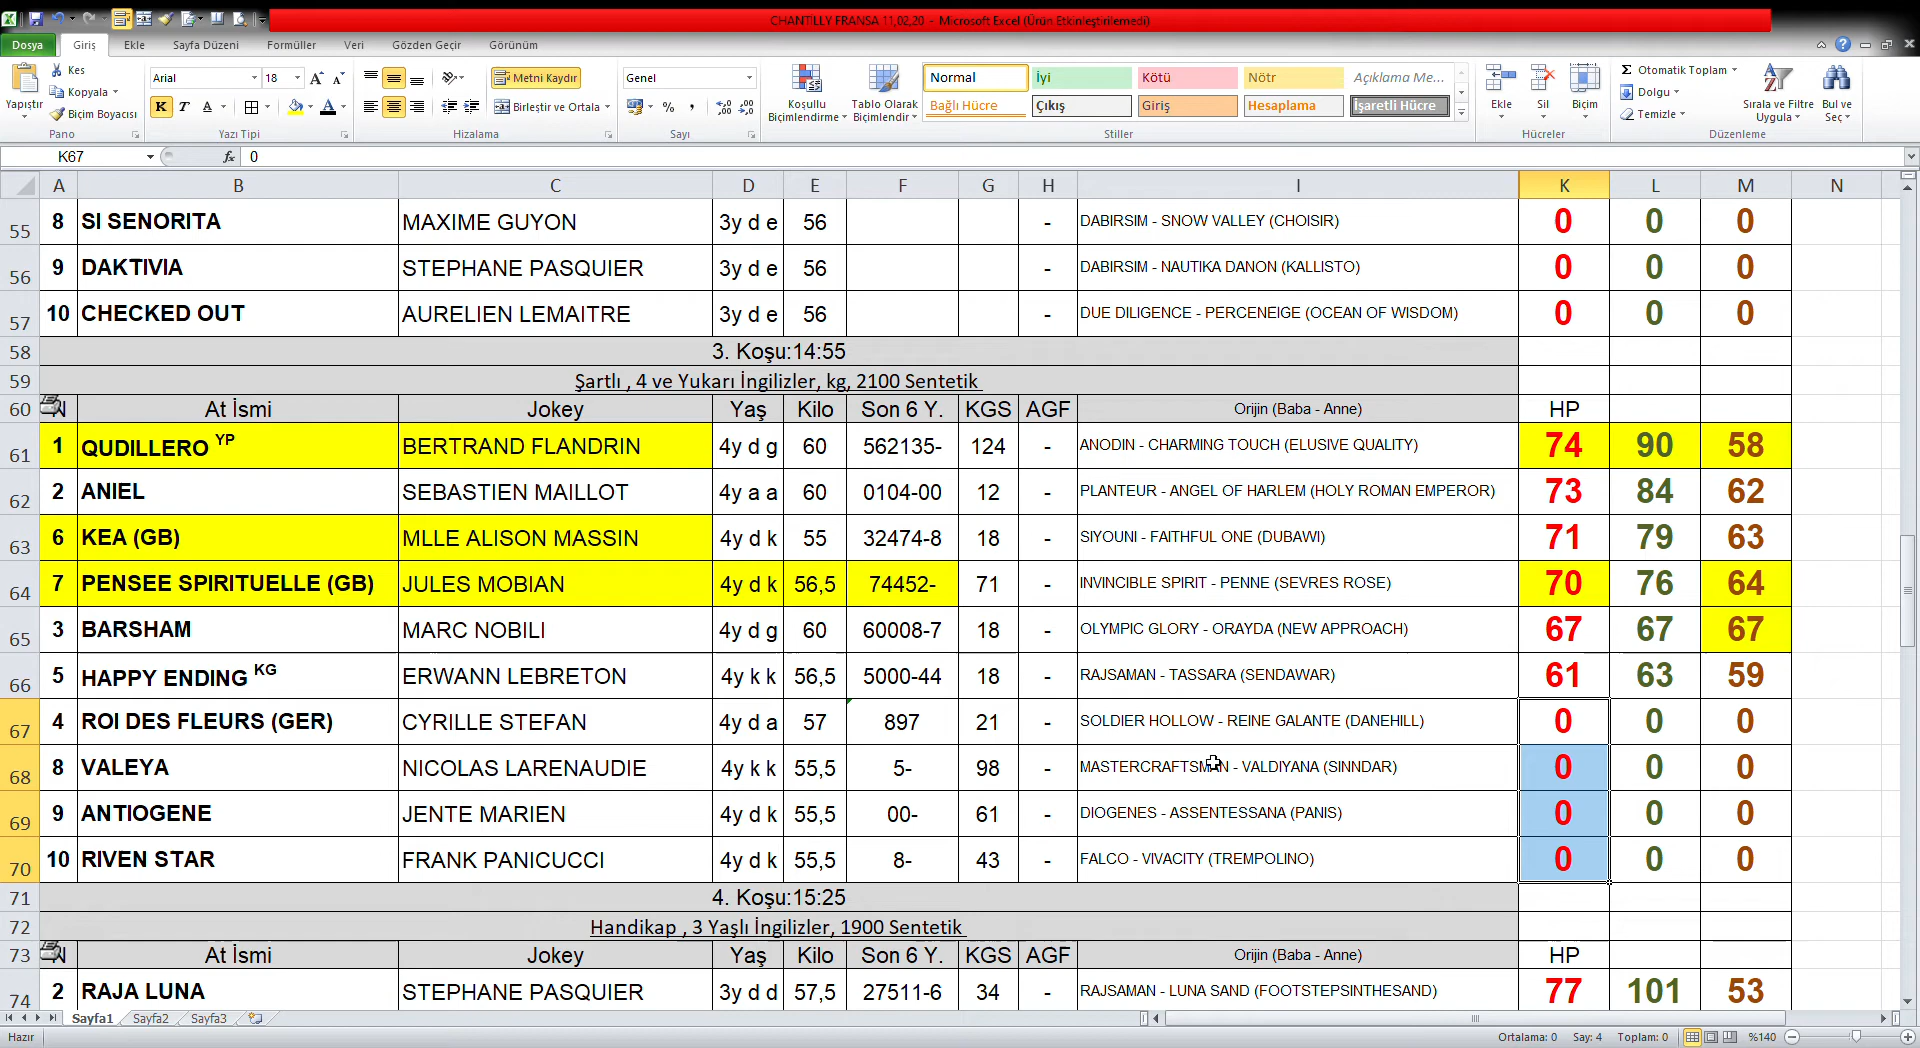 CHANTILLY FRANSA 11,02,20 - Microsoft Excel (Ürün Etkinleştirilemedi)
Dosya Giriş Ekle Sayfa Düzeni Formüller Veri Gözden Geçir Görünüm
Yapıştır Kes Kopyala Biçim Boyacısı Pano
Arial 18 K T A Yazı Tipi
Metni Kaydır Birleştir ve Ortala Hizalama
Genel % Sayı
Koşullu Biçimlendirme Tablo Olarak Biçimlendir
Normal İyi Kötü Nötr Açıklama Me...
Bağlı Hücre Çıkış Giriş Hesaplama İşaretli Hücre
Stiller
Ekle Sil Biçim Hücreler
Σ Otomatik Toplam Dolgu Temizle Sırala ve Filtre Uygula Bul ve Seç Düzenleme
K67 fx 0
A B C D E F G H I K L M N
55 8 SI SENORITA MAXIME GUYON 3y d e 56 - DABIRSIM - SNOW VALLEY (CHOISIR) 0 0 0
56 9 DAKTIVIA STEPHANE PASQUIER 3y d e 56 - DABIRSIM - NAUTIKA DANON (KALLISTO) 0 0 0
57 10 CHECKED OUT AURELIEN LEMAITRE 3y d e 56 - DUE DILIGENCE - PERCENEIGE (OCEAN OF WISDOM) 0 0 0
58 3. Koşu:14:55
59 Şartlı , 4 ve Yukarı İngilizler, kg, 2100 Sentetik
60 N At İsmi Jokey Yaş Kilo Son 6 Y. KGS AGF Orijin (Baba - Anne) HP
61 1 QUDILLERO YP BERTRAND FLANDRIN 4y d g 60 562135- 124 - ANODIN - CHARMING TOUCH (ELUSIVE QUALITY) 74 90 58
62 2 ANIEL SEBASTIEN MAILLOT 4y a a 60 0104-00 12 - PLANTEUR - ANGEL OF HARLEM (HOLY ROMAN EMPEROR) 73 84 62
63 6 KEA (GB) MLLE ALISON MASSIN 4y d k 55 32474-8 18 - SIYOUNI - FAITHFUL ONE (DUBAWI) 71 79 63
64 7 PENSEE SPIRITUELLE (GB) JULES MOBIAN 4y d k 56,5 74452- 71 - INVINCIBLE SPIRIT - PENNE (SEVRES ROSE) 70 76 64
65 3 BARSHAM MARC NOBILI 4y d g 60 60008-7 18 - OLYMPIC GLORY - ORAYDA (NEW APPROACH) 67 67 67
66 5 HAPPY ENDING KG ERWANN LEBRETON 4y k k 56,5 5000-44 18 - RAJSAMAN - TASSARA (SENDAWAR) 61 63 59
67 4 ROI DES FLEURS (GER) CYRILLE STEFAN 4y d a 57 897 21 - SOLDIER HOLLOW - REINE GALANTE (DANEHILL) 0 0 0
68 8 VALEYA NICOLAS LARENAUDIE 4y k k 55,5 5- 98 - MASTERCRAFTSMAN - VALDIYANA (SINNDAR) 0 0 0
69 9 ANTIOGENE JENTE MARIEN 4y d k 55,5 00- 61 - DIOGENES - ASSENTESSANA (PANIS) 0 0 0
70 10 RIVEN STAR FRANK PANICUCCI 4y d k 55,5 8- 43 - FALCO - VIVACITY (TREMPOLINO) 0 0 0
71 4. Koşu:15:25
72 Handikap , 3 Yaşlı İngilizler, 1900 Sentetik
73 N At İsmi Jokey Yaş Kilo Son 6 Y. KGS AGF Orijin (Baba - Anne) HP
74 2 RAJA LUNA STEPHANE PASQUIER 3y d d 57,5 27511-6 34 - RAJSAMAN - LUNA SAND (FOOTSTEPSINTHESAND) 77 101 53
Sayfa1 Sayfa2 Sayfa3
Hazır Ortalama: 0 Say: 4 Toplam: 0 %140